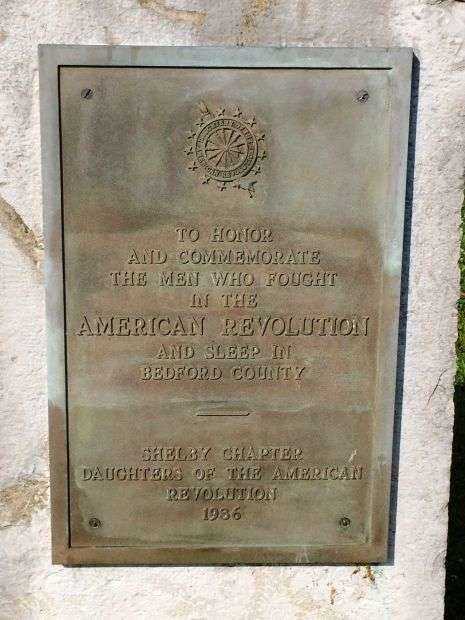 TO HONOR
AND COMMEMORATE
THE MEN WHO FOUGHT
IN THE
AMERICAN REVOLUTION
AND SLEEP IN
BEDFORD COUNTY
SHELBY CHAPTER
DAUGHTERS OF THE AMERICAN
REVOLUTION
1936